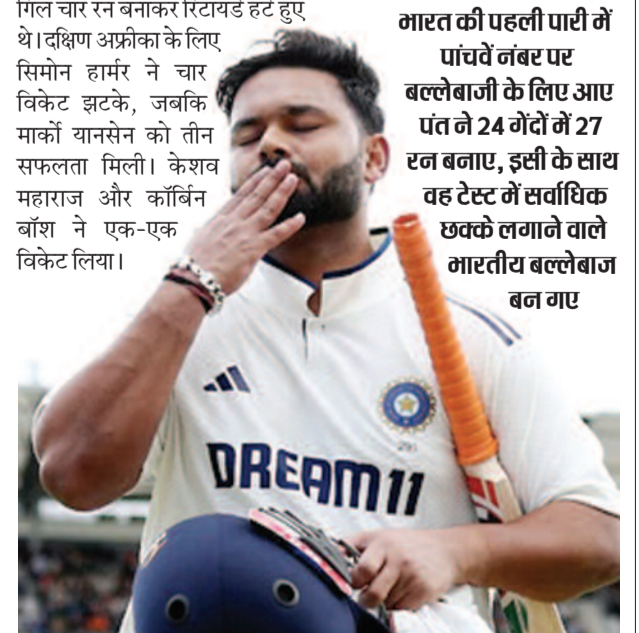 गिल चार रन बनाकर रिटायर्ड हर्ट हुए
थे। दक्षिण अफ्रीका के लिए
सिमोन हार्मर ने चार
विकेट झटके, जबकि
मार्को यानसेन को तीन
सफलता मिली। केशव
महाराज और कॉर्बिन
बॉश ने एक-एक
विकेट लिया।
भारत की पहली पारी में
पांचवें नंबर पर
बल्लेबाजी के लिए आए
पंत ने 24 गेंदों में 27
रन बनाए, इसी के साथ
वह टेस्ट में सर्वाधिक
छक्के लगाने वाले
भारतीय बल्लेबाज
बन गए
DREAM11